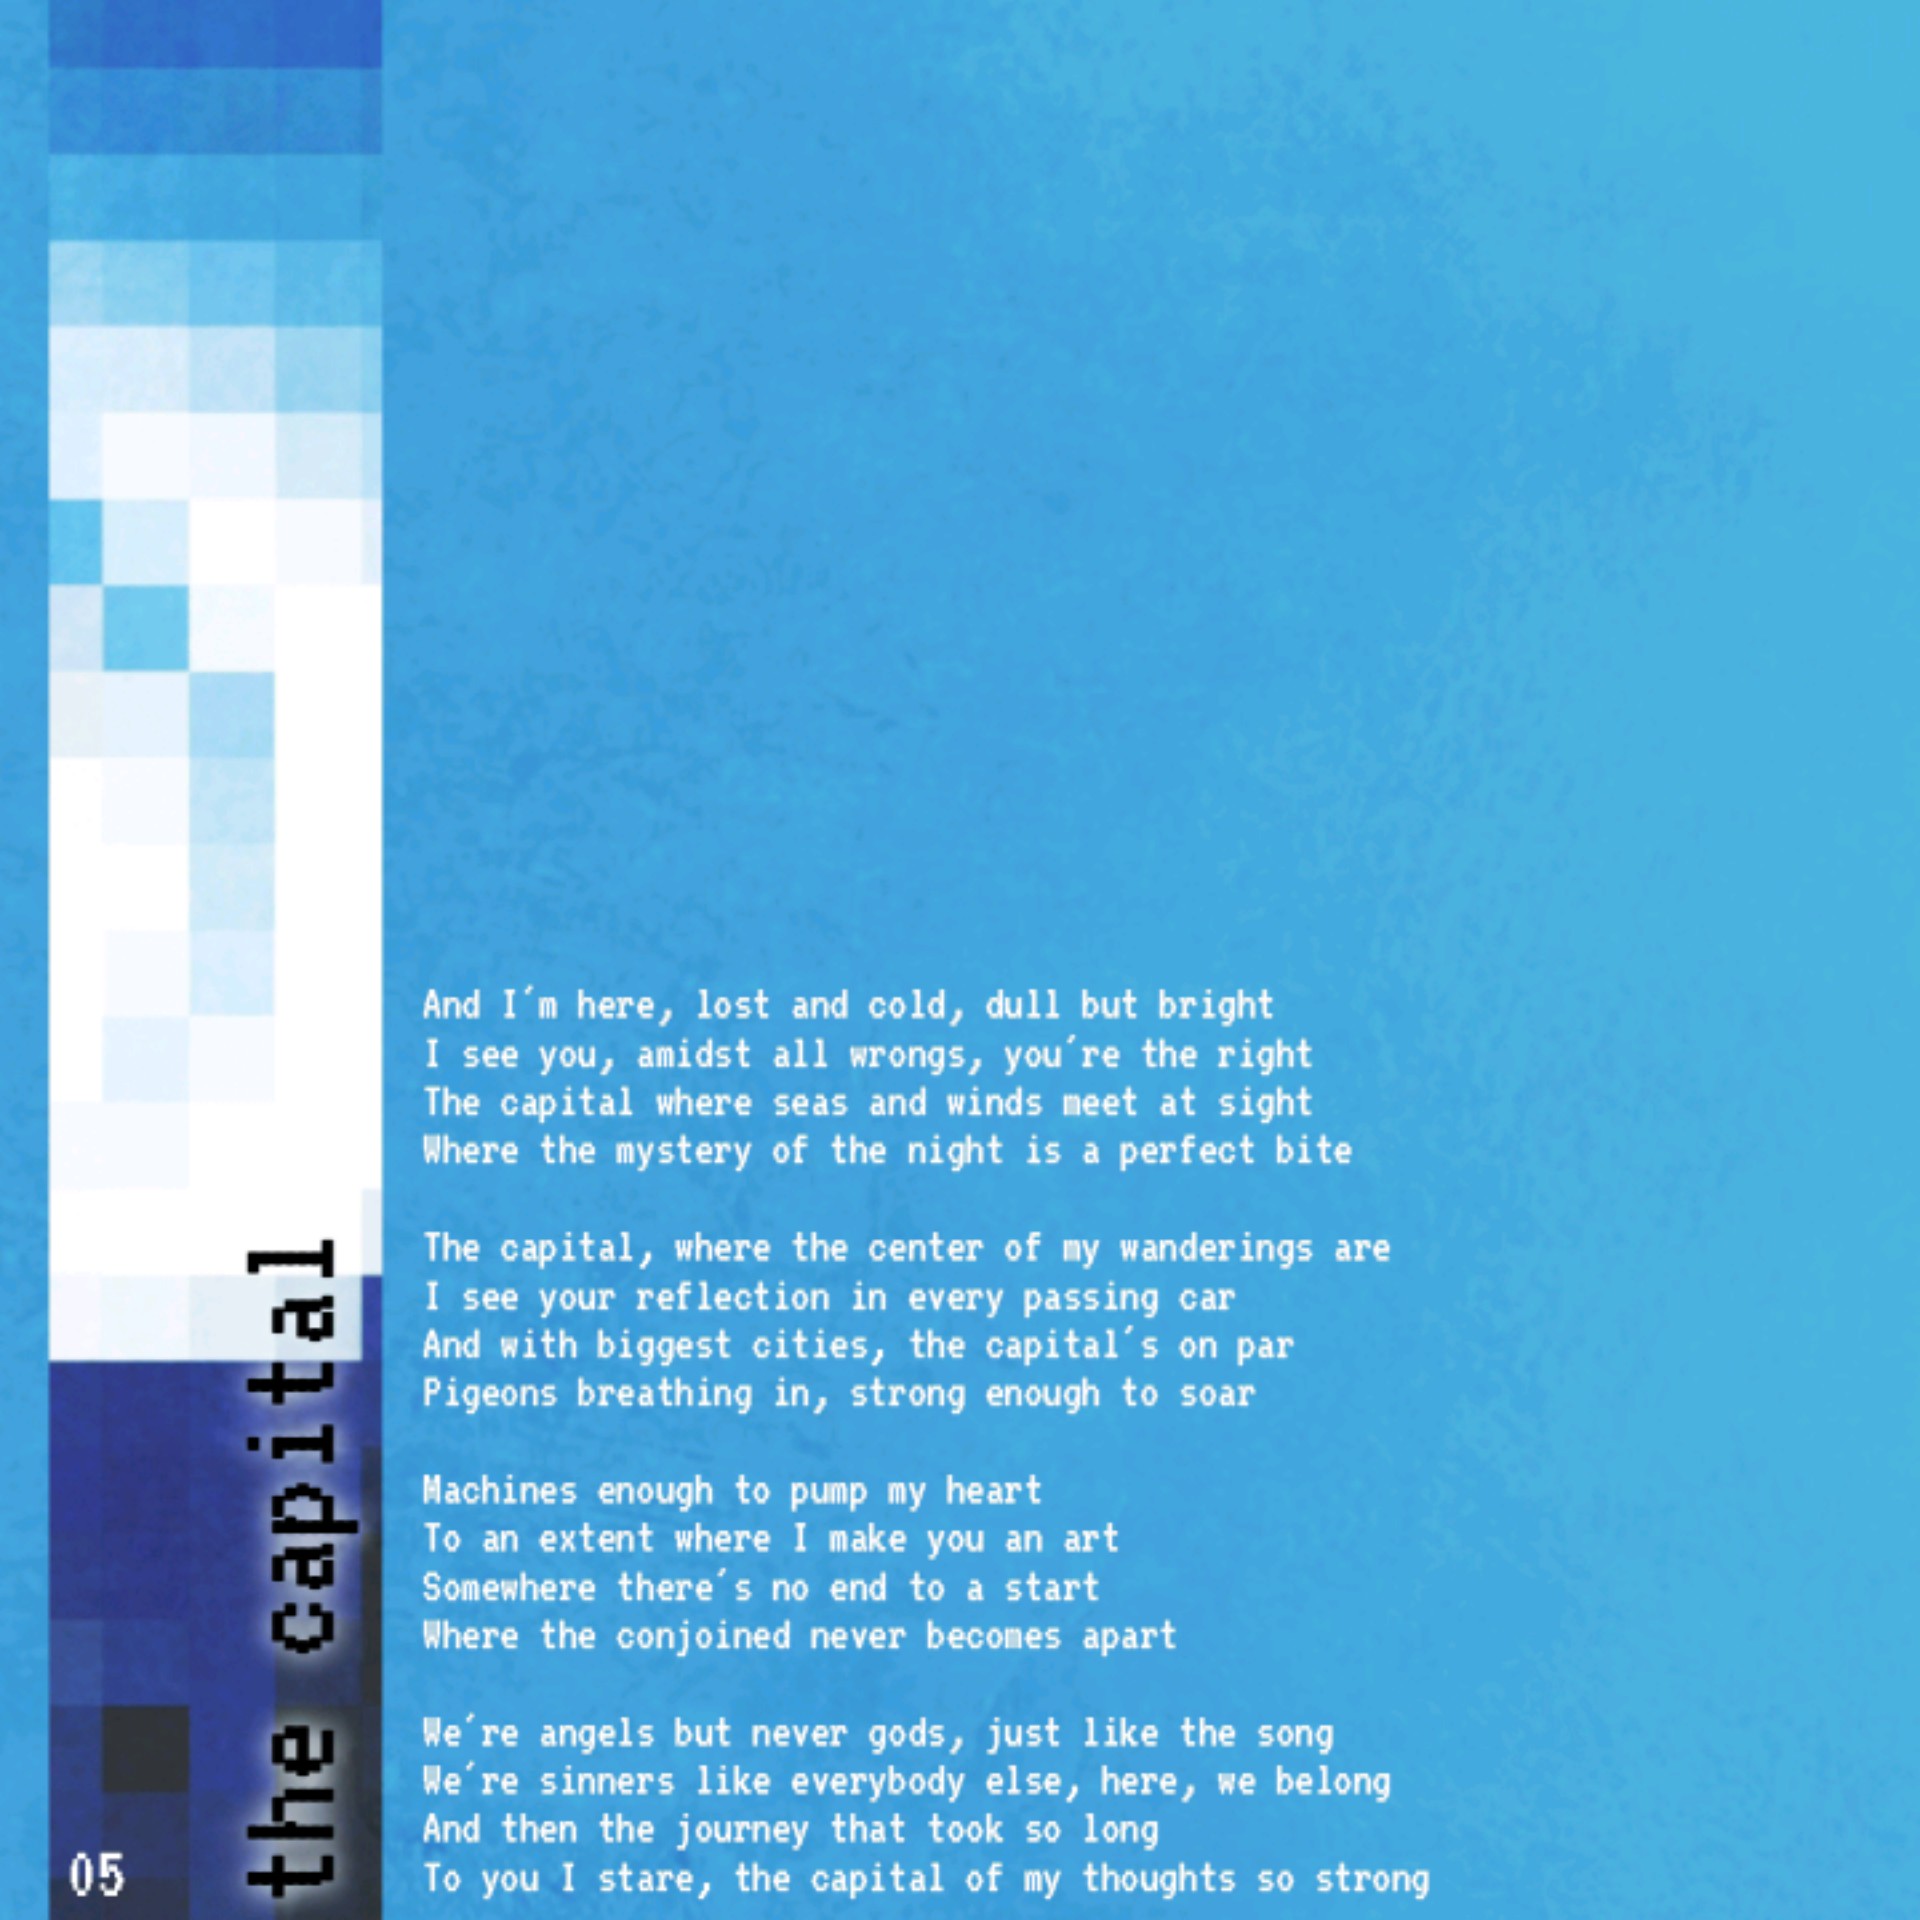 And I´m here, lost and cold, dull but bright
I see you, amidst all wrongs, you´re the right
The capital where seas and winds meet at sight
Where the mystery of the night is a perfect bite
The capital, where the center of my wanderings are
I see your reflection in every passing car
And with biggest cities, the capital´s on par
Pigeons breathing in, strong enough to soar
Machines enough to pump my heart
To an extent where I make you an art
Somewhere there´s no end to a start
Where the conjoined never becomes apart
We´re angels but never gods, just like the song
We´re sinners like everybody else, here, we belong
And then the journey that took so long
To you I stare, the capital of my thoughts so strong
the capital
05